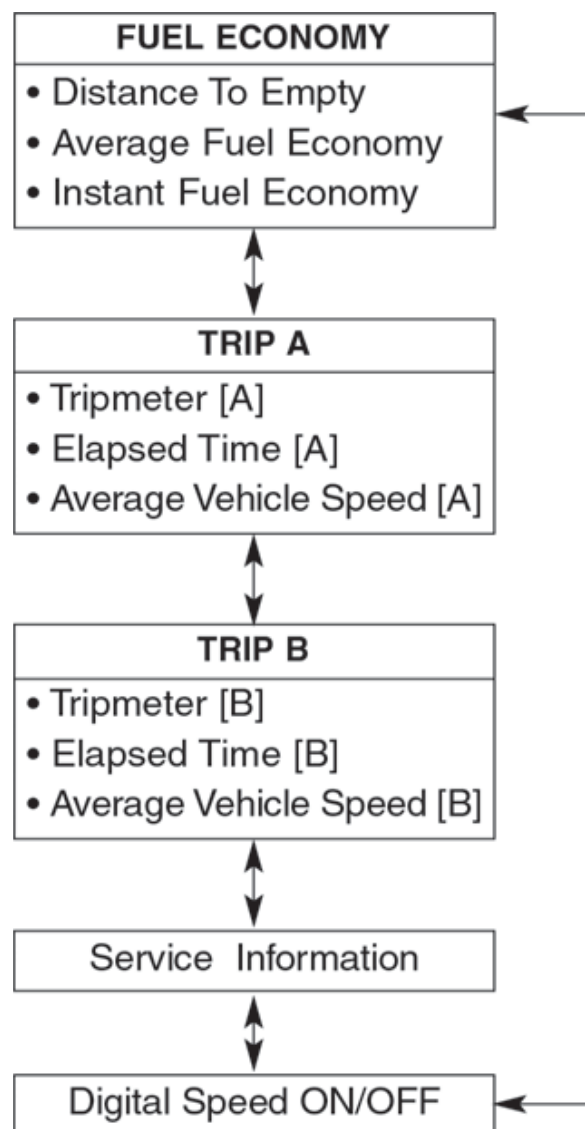 FUEL ECONOMY
• Distance To Empty
• Average Fuel Economy
• Instant Fuel Economy
TRIP A
• Tripmeter [A]
• Elapsed Time [A]
• Average Vehicle Speed [A]
TRIP B
• Tripmeter [B]
• Elapsed Time [B]
• Average Vehicle Speed [B]
Service Information
Digital Speed ON/OFF